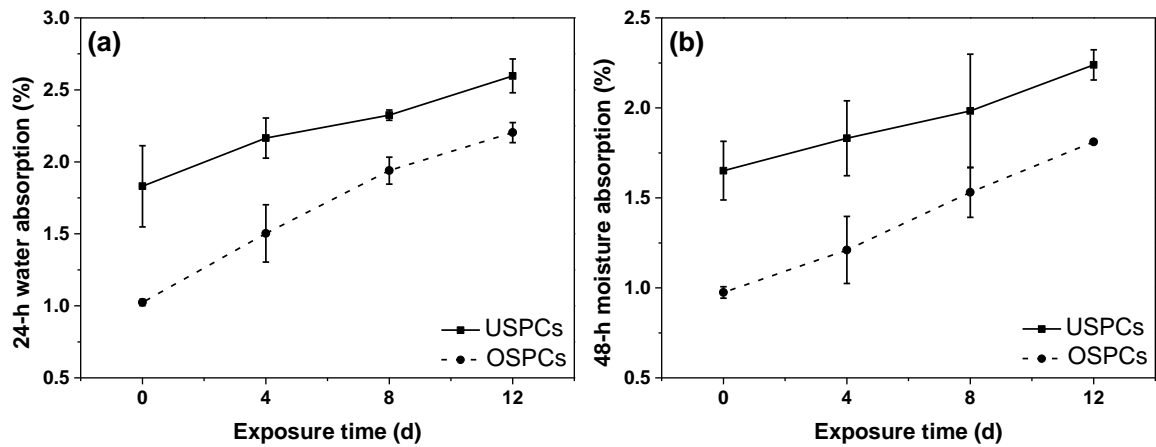 (a)
24-h water absorption (%)
3.0
2.5
2.0
1.5
1.0
0.5
0 4 8 12
Exposure time (d)
USPCs
OSPCs
(b)
48-h moisture absorption (%)
2.5
2.0
1.5
1.0
0.5
0 4 8 12
Exposure time (d)
USPCs
OSPCs